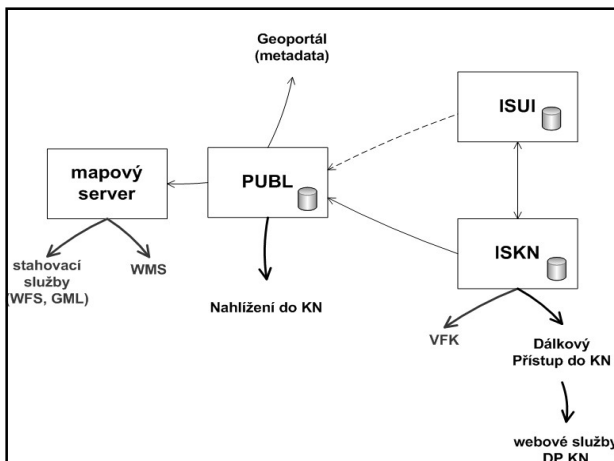 Geoportál
(metadata)
ISUI
mapový
server
PUBL
ISKN
stahovací
služby
(WFS, GML)
WMS
Nahlížení do KN
VFK
Dálkový
Přístup do KN
webové služby
DP KN